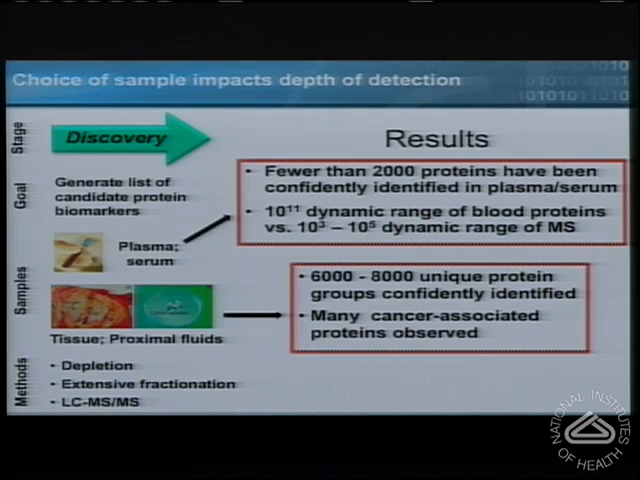 Choice of sample impacts depth of detection
Stage
Discovery
Results
Goal
Generate list of
candidate protein
biomarkers
• Fewer than 2000 proteins have been
confidently identified in plasma/serum
• 10¹¹ dynamic range of blood proteins
vs. 10³ – 10⁵ dynamic range of MS
Samples
Plasma;
serum
• 6000 - 8000 unique protein
groups confidently identified
• Many cancer-associated
proteins observed
Tissue; Proximal fluids
Methods
• Depletion
• Extensive fractionation
• LC-MS/MS
NATIONAL INSTITUTES
OF HEALTH